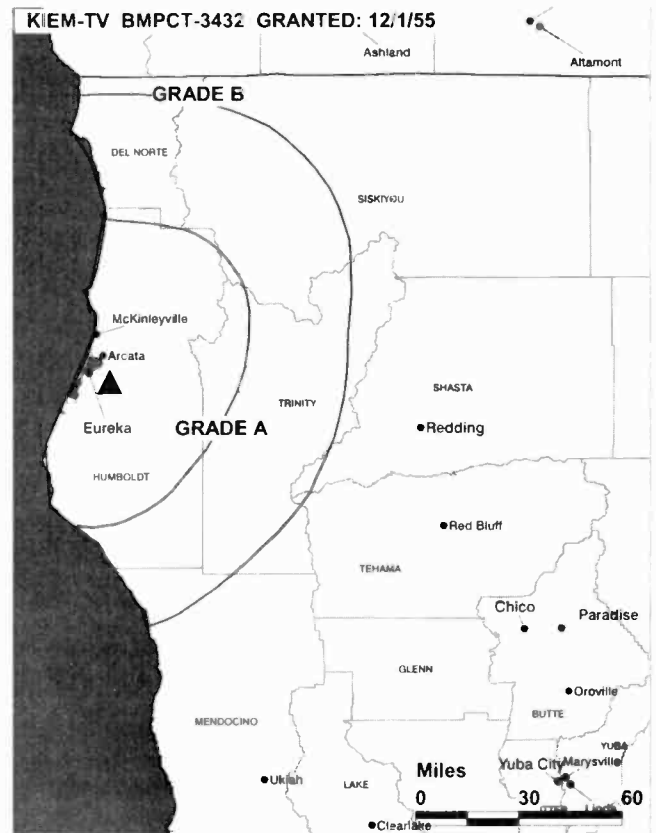 KIEM-TV BMPCT-3432 GRANTED: 12/1/55
Ashland
Altamont
GRADE B
DEL NORTE
SISKIYOU
McKinleyville
Arcata
SHASTA
TRINITY
Eureka
GRADE A
Redding
HUMBOLDT
Red Bluff
TEHAMA
Chico
Paradise
GLENN
Oroville
BUTTE
MENDOCINO
YUBA
Yuba City
Marysville
Miles
Ukiah
LAKE
0 30 60
Clearlake